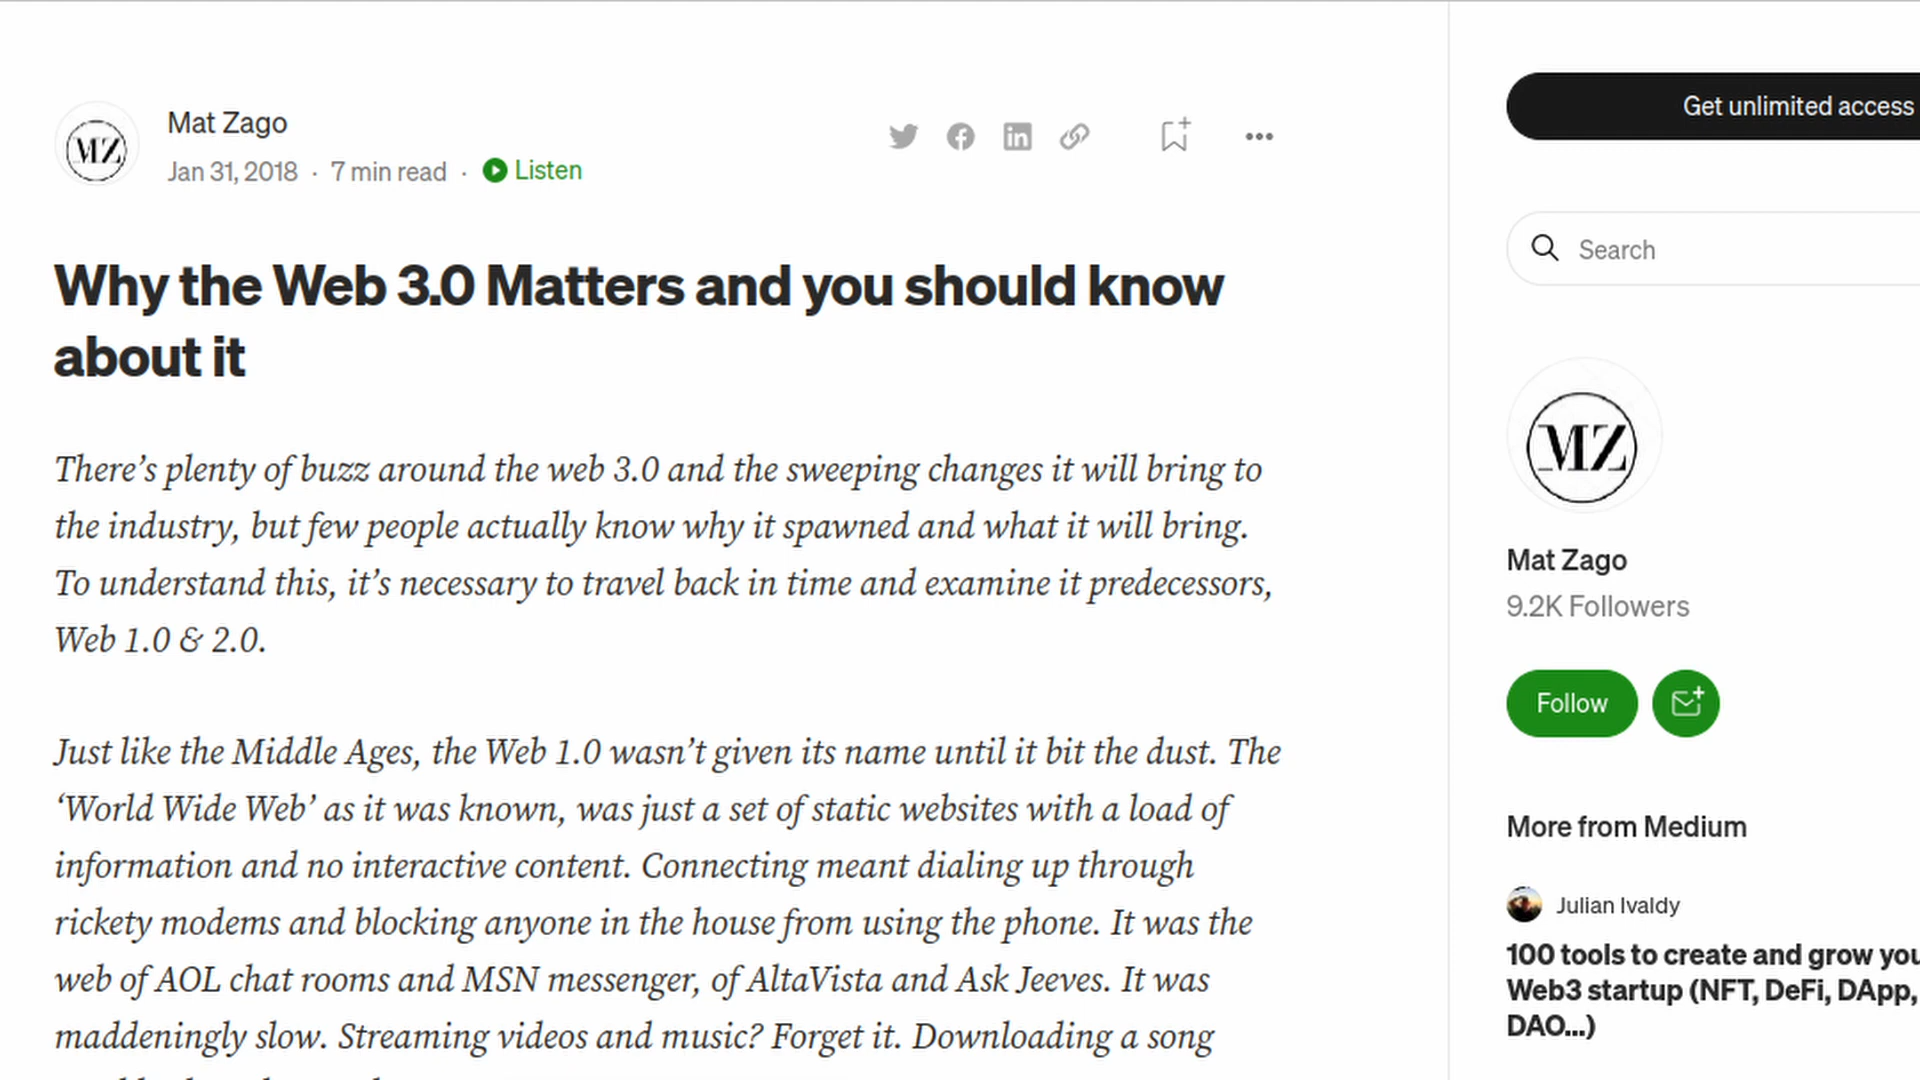 Mat Zago
Jan 31, 2018 · 7 min read · Listen
Why the Web 3.0 Matters and you should know
about it
There’s plenty of buzz around the web 3.0 and the sweeping changes it will bring to
the industry, but few people actually know why it spawned and what it will bring.
To understand this, it’s necessary to travel back in time and examine it predecessors,
Web 1.0 & 2.0.
Just like the Middle Ages, the Web 1.0 wasn’t given its name until it bit the dust. The
‘World Wide Web’ as it was known, was just a set of static websites with a load of
information and no interactive content. Connecting meant dialing up through
rickety modems and blocking anyone in the house from using the phone. It was the
web of AOL chat rooms and MSN messenger, of AltaVista and Ask Jeeves. It was
maddeningly slow. Streaming videos and music? Forget it. Downloading a song
Get unlimited access
Search
MZ
Mat Zago
9.2K Followers
Follow
More from Medium
Julian Ivaldy
100 tools to create and grow you
Web3 startup (NFT, DeFi, DApp,
DAO...)